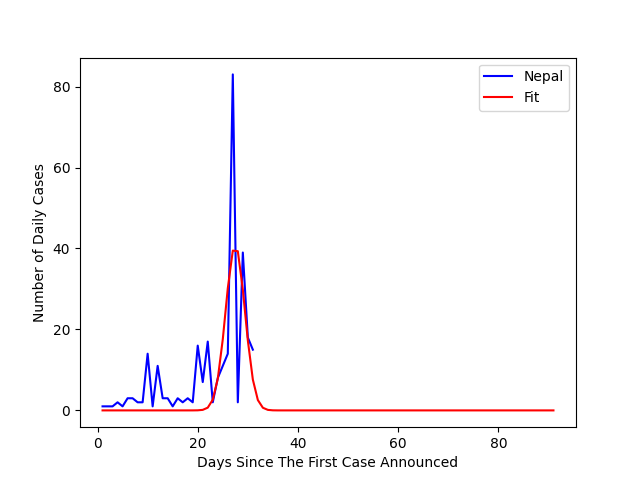 Nepal
Fit
80
60
40
20
0
Number of Daily Cases
0 20 40 60 80
Days Since The First Case Announced